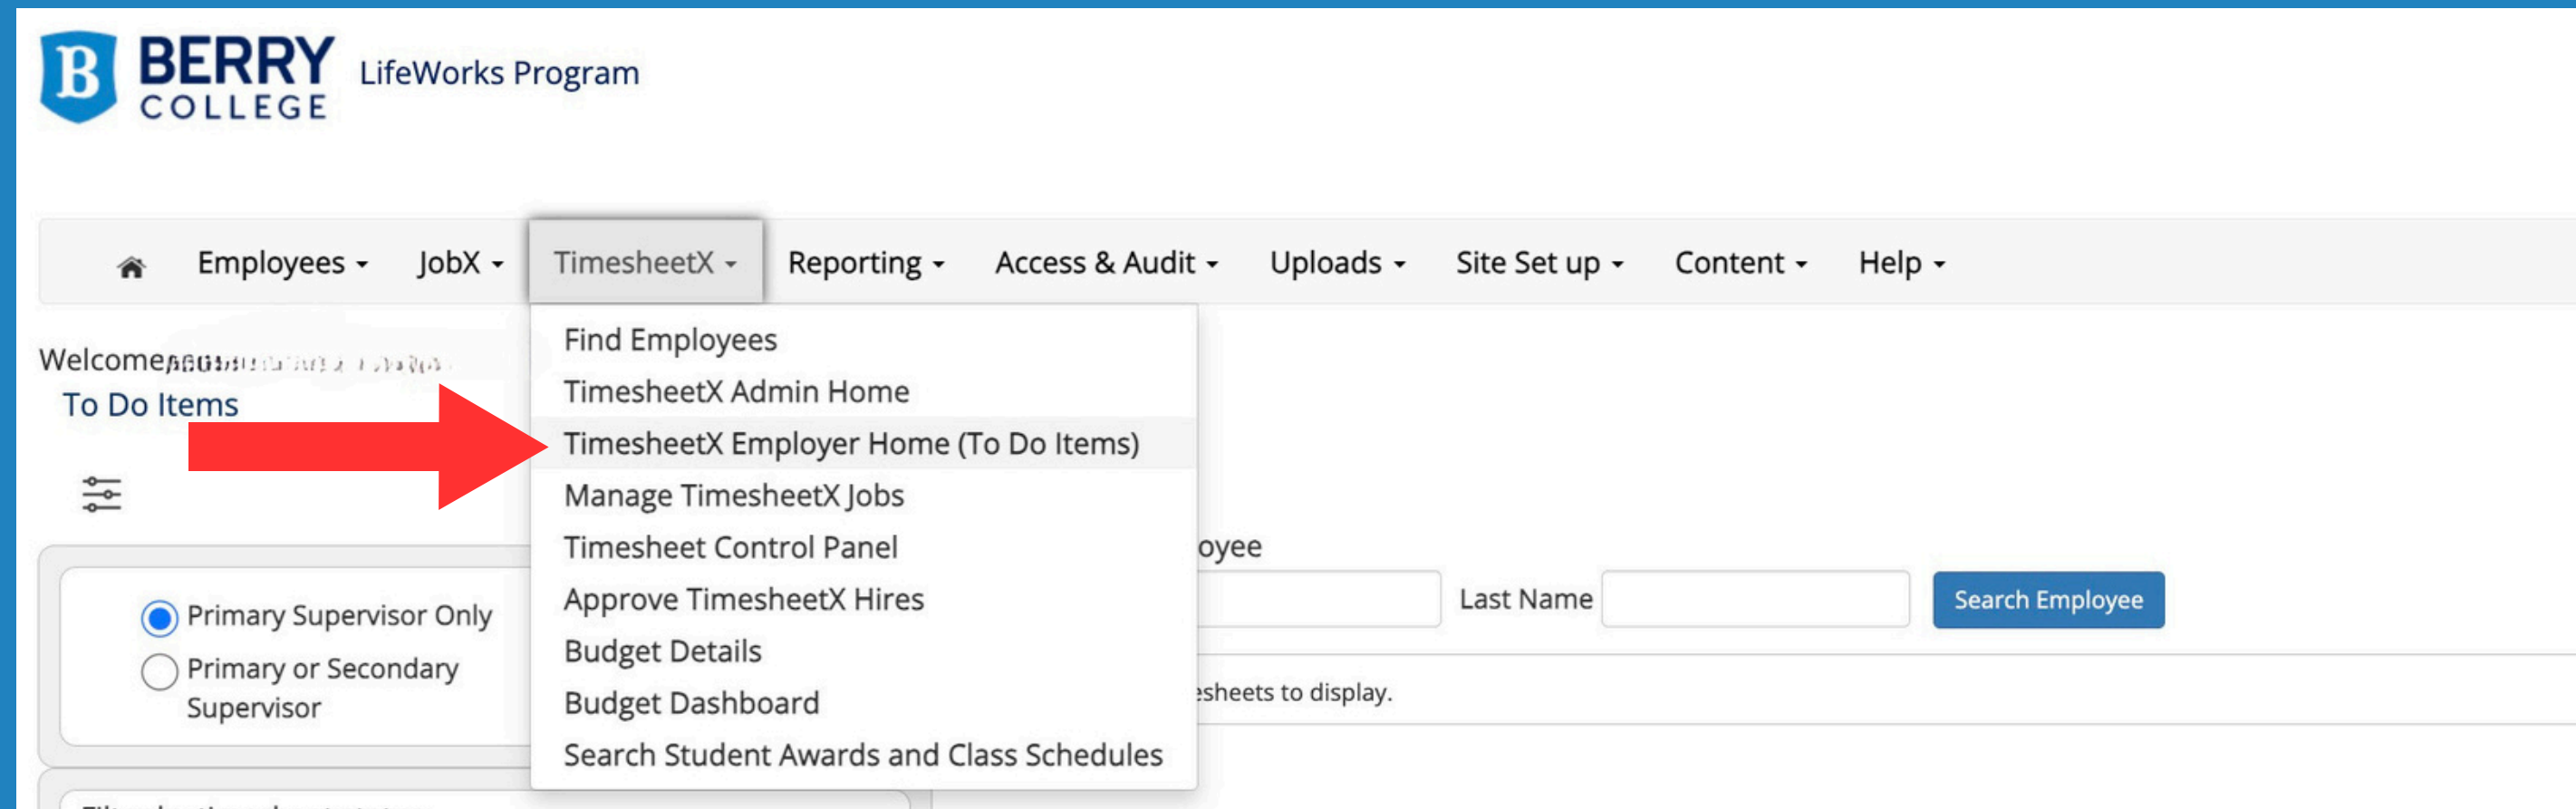 B
BERRY
COLLEGE
LifeWorks Program
Employees JobX TimesheetX Reporting Access & Audit Uploads Site Set up Content Help
Welcome
To Do Items
Find Employees
TimesheetX Admin Home
TimesheetX Employer Home (To Do Items)
Manage TimesheetX Jobs
Timesheet Control Panel
Approve TimesheetX Hires
Budget Details
Budget Dashboard
Search Student Awards and Class Schedules
Primary Supervisor Only
Primary or Secondary
Supervisor
oyee
Last Name Search Employee
esheets to display.